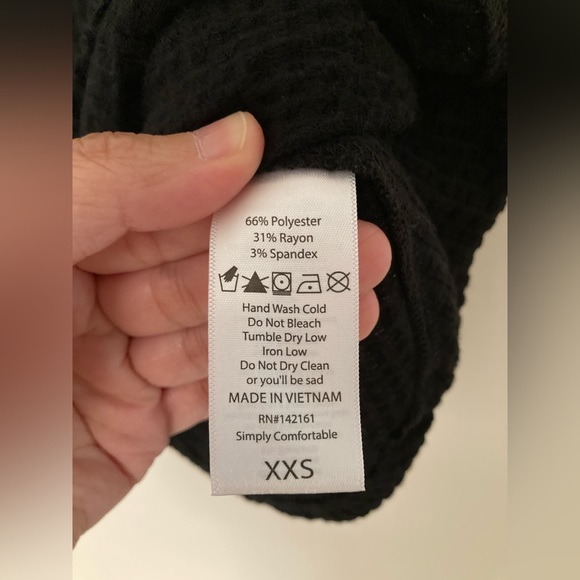 66% Polyester
31% Rayon
3% Spandex
Hand Wash Cold
Do Not Bleach
Tumble Dry Low
Iron Low
Do Not Dry Clean
or you'll be sad
MADE IN VIETNAM
RN#142161
Simply Comfortable
XXS